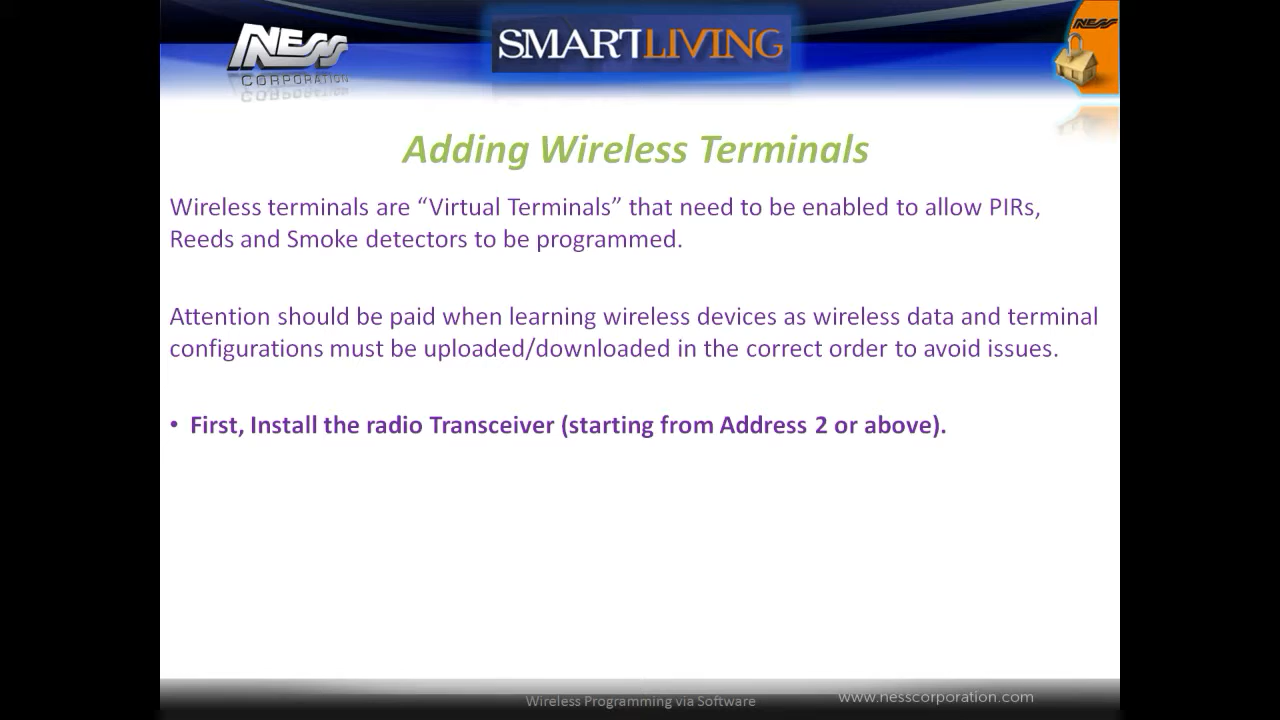 NESS
CORPORATION
SMARTLIVING
NESS
Adding Wireless Terminals
Wireless terminals are “Virtual Terminals” that need to be enabled to allow PIRs,
Reeds and Smoke detectors to be programmed.
Attention should be paid when learning wireless devices as wireless data and terminal
configurations must be uploaded/downloaded in the correct order to avoid issues.
• First, Install the radio Transceiver (starting from Address 2 or above).
Wireless Programming via Software
www.nesscorporation.com